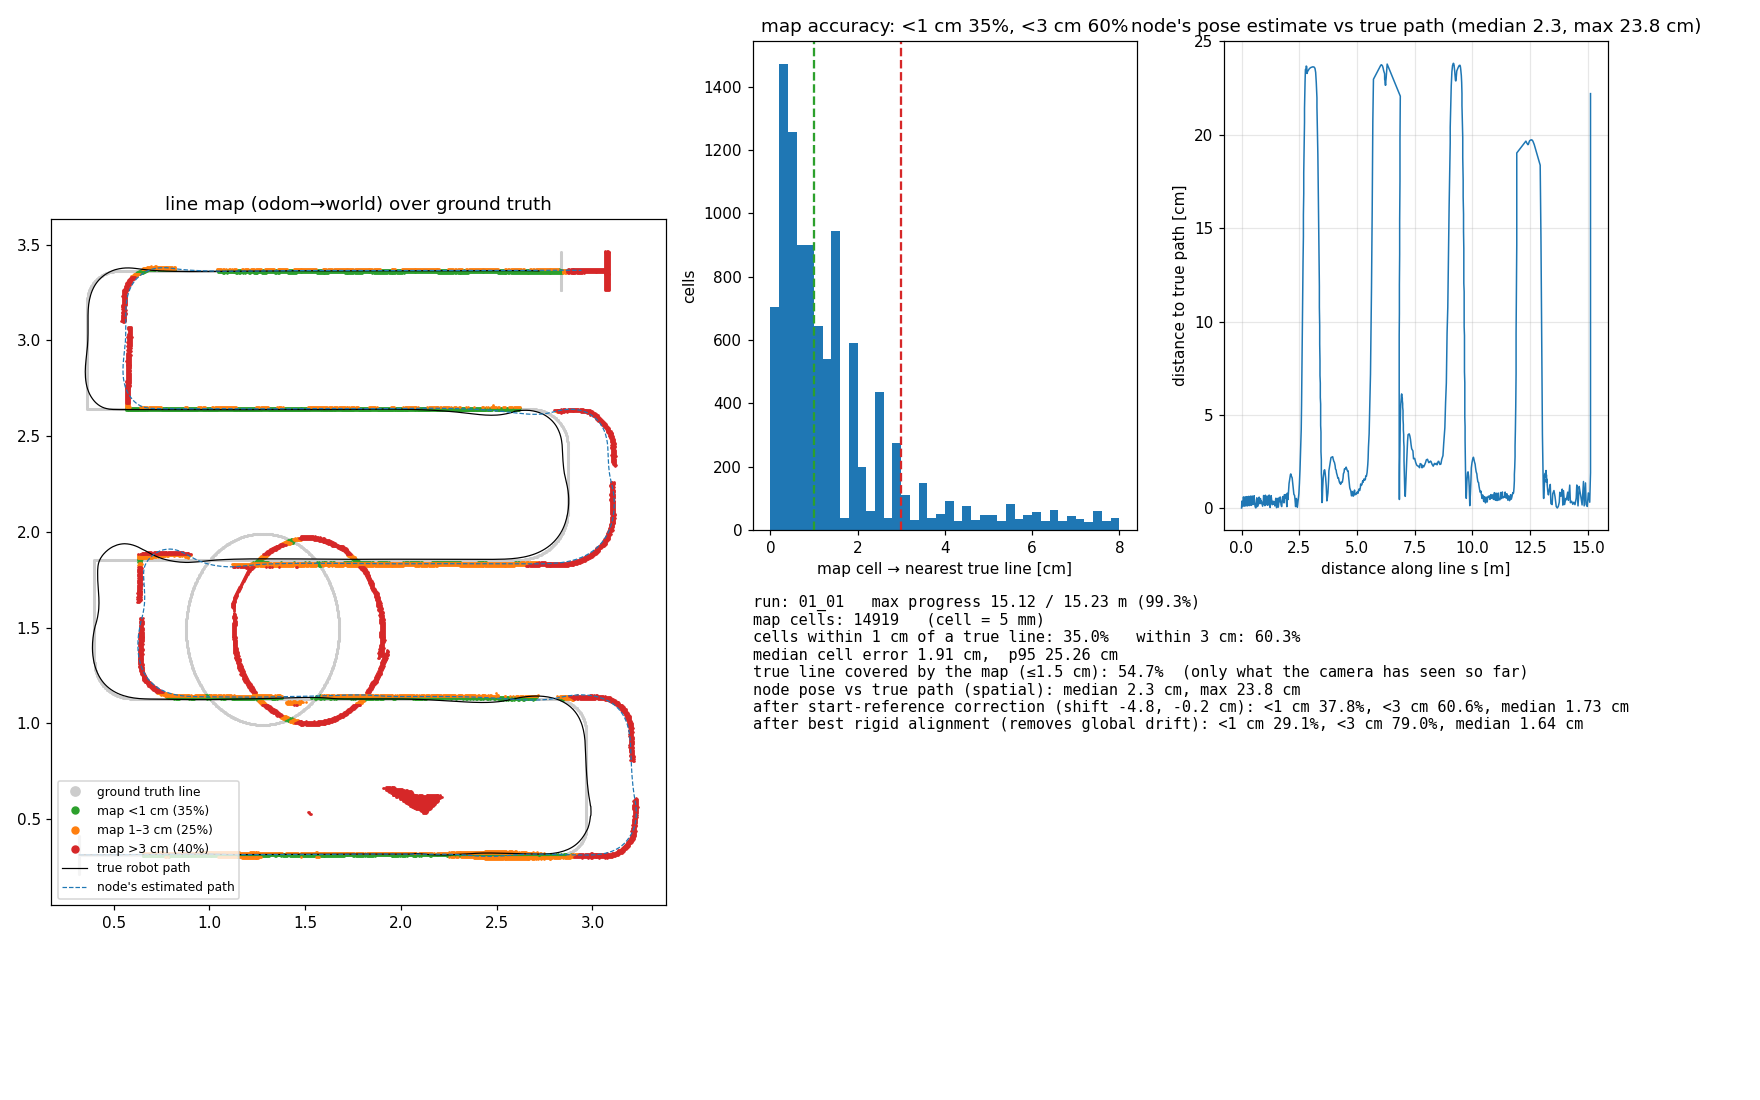 map accuracy: <1 cm 35%, <3 cm 60%
node's pose estimate vs true path (median 2.3, max 23.8 cm)
line map (odom→world) over ground truth
3.5
3.0
2.5
2.0
1.5
1.0
0.5
0.5
1.0
1.5
2.0
2.5
3.0
ground truth line
map <1 cm (35%)
map 1–3 cm (25%)
map >3 cm (40%)
true robot path
node's estimated path
cells
1400
1200
1000
800
600
400
200
0
0
2
4
6
8
map cell → nearest true line [cm]
distance to true path [cm]
25
20
15
10
5
0
0.0
2.5
5.0
7.5
10.0
12.5
15.0
distance along line s [m]
run: 01_01   max progress 15.12 / 15.23 m (99.3%)
map cells: 14919   (cell = 5 mm)
cells within 1 cm of a true line: 35.0%   within 3 cm: 60.3%
median cell error 1.91 cm,  p95 25.26 cm
true line covered by the map (≤1.5 cm): 54.7%  (only what the camera has seen so far)
node pose vs true path (spatial): median 2.3 cm, max 23.8 cm
after start-reference correction (shift -4.8, -0.2 cm): <1 cm 37.8%, <3 cm 60.6%, median 1.73 cm
after best rigid alignment (removes global drift): <1 cm 29.1%, <3 cm 79.0%, median 1.64 cm